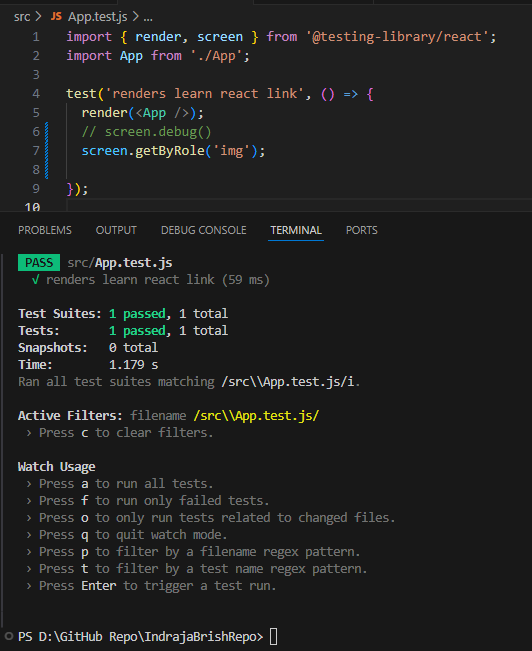 src > JS App.test.js > ...
1 import { render, screen } from '@testing-library/react';
2 import App from './App';
3
4 test('renders learn react link', () => {
5 render(<App />);
6 // screen.debug()
7 screen.getByRole('img');
8
9 });
10
PROBLEMS OUTPUT DEBUG CONSOLE TERMINAL PORTS
PASS src/App.test.js
√ renders learn react link (59 ms)
Test Suites: 1 passed, 1 total
Tests: 1 passed, 1 total
Snapshots: 0 total
Time: 1.179 s
Ran all test suites matching /src\\App.test.js/i.
Active Filters: filename /src\\App.test.js/
› Press c to clear filters.
Watch Usage
› Press a to run all tests.
› Press f to run only failed tests.
› Press o to only run tests related to changed files.
› Press q to quit watch mode.
› Press p to filter by a filename regex pattern.
› Press t to filter by a test name regex pattern.
› Press Enter to trigger a test run.
PS D:\GitHub Repo\IndrajaBrishRepo>